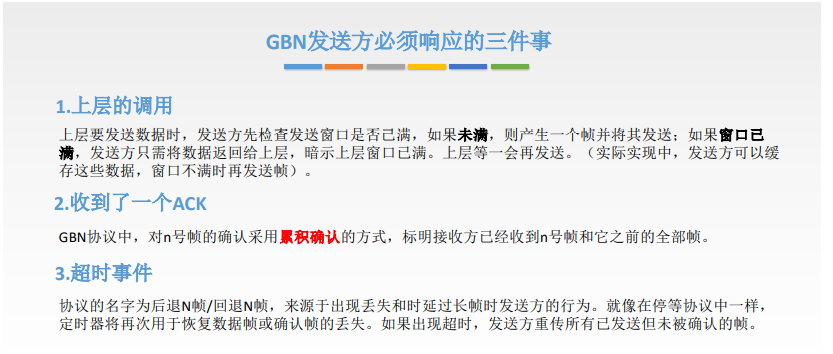 GBN发送方必须响应的三件事
1.上层的调用
上层要发送数据时，发送方先检查发送窗口是否已满，如果未满，则产生一个帧并将其发送；如果窗口已
满，发送方只需将数据返回给上层，暗示上层窗口已满。上层等一会再发送。（实际实现中，发送方可以缓
存这些数据，窗口不满时再发送帧）。
2.收到了一个ACK
GBN协议中，对n号帧的确认采用累积确认的方式，标明接收方已经收到n号帧和它之前的全部帧。
3.超时事件
协议的名字为后退N帧/回退N帧，来源于出现丢失和时延过长帧时发送方的行为。就像在停等协议中一样，
定时器将再次用于恢复数据帧或确认帧的丢失。如果出现超时，发送方重传所有已发送但未被确认的帧。